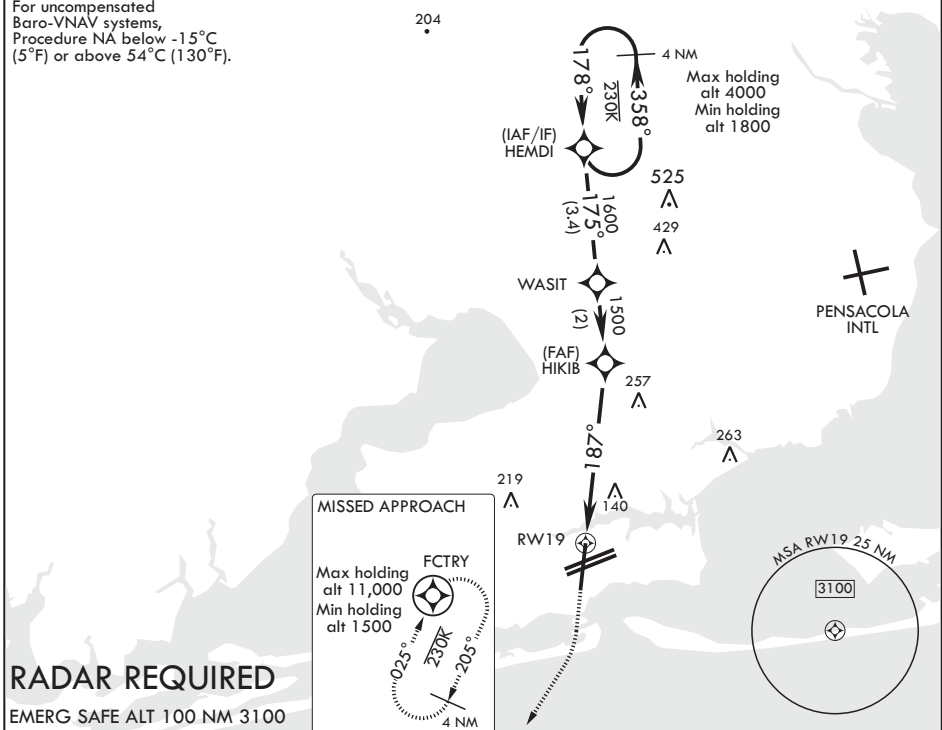 For uncompensated
Baro-VNAV systems,
Procedure NA below -15°C
(5°F) or above 54°C (130°F).
204
4 NM
178°
230K
358°
Max holding
alt 4000
Min holding
alt 1800
(IAF/IF)
HEMDI
525
429
1600
175°
(3.4)
WASIT
1500
(2)
PENSACOLA
INTL
(FAF)
HIKIB
257
263
187°
219
140
RW19
MISSED APPROACH
FCTRY
Max holding
alt 11,000
Min holding
alt 1500
025°
230K
205°
4 NM
MSA RW19 25 NM
3100
RADAR REQUIRED
EMERG SAFE ALT 100 NM 3100